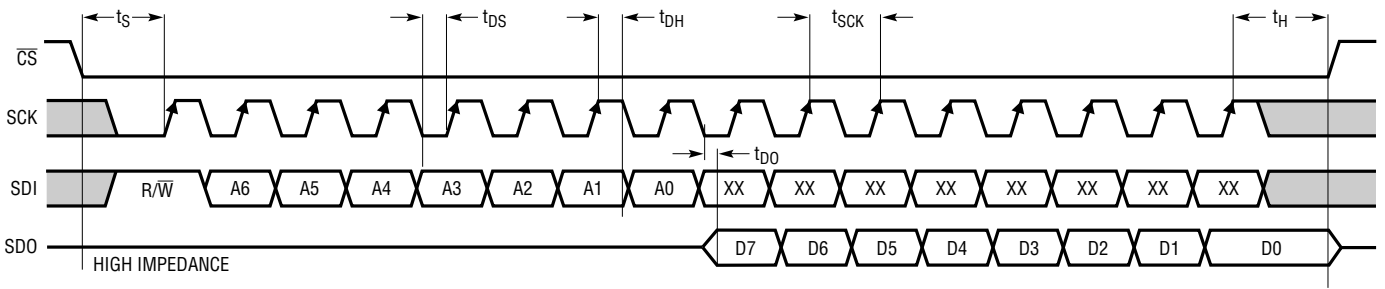 tS tDS tDH tSCK tH
C̅S̅
SCK
tDO
SDI R/W̅ A6 A5 A4 A3 A2 A1 A0 XX XX XX XX XX XX XX XX
SDO D7 D6 D5 D4 D3 D2 D1 D0
HIGH IMPEDANCE